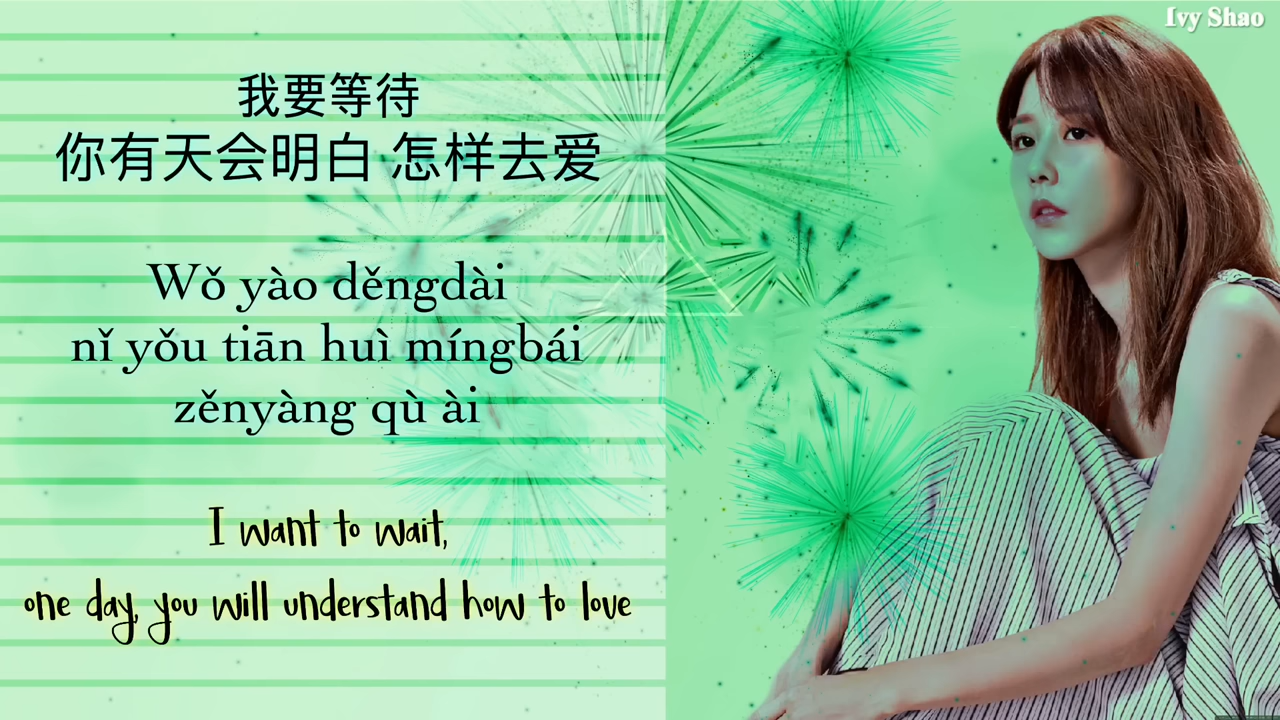 Ivy Shao
我要等待
你有天会明白 怎样去爱
Wǒ yào děngdài
nǐ yǒu tiān huì míngbái
zěnyàng qù ài
I want to wait,
one day, you will understand how to love